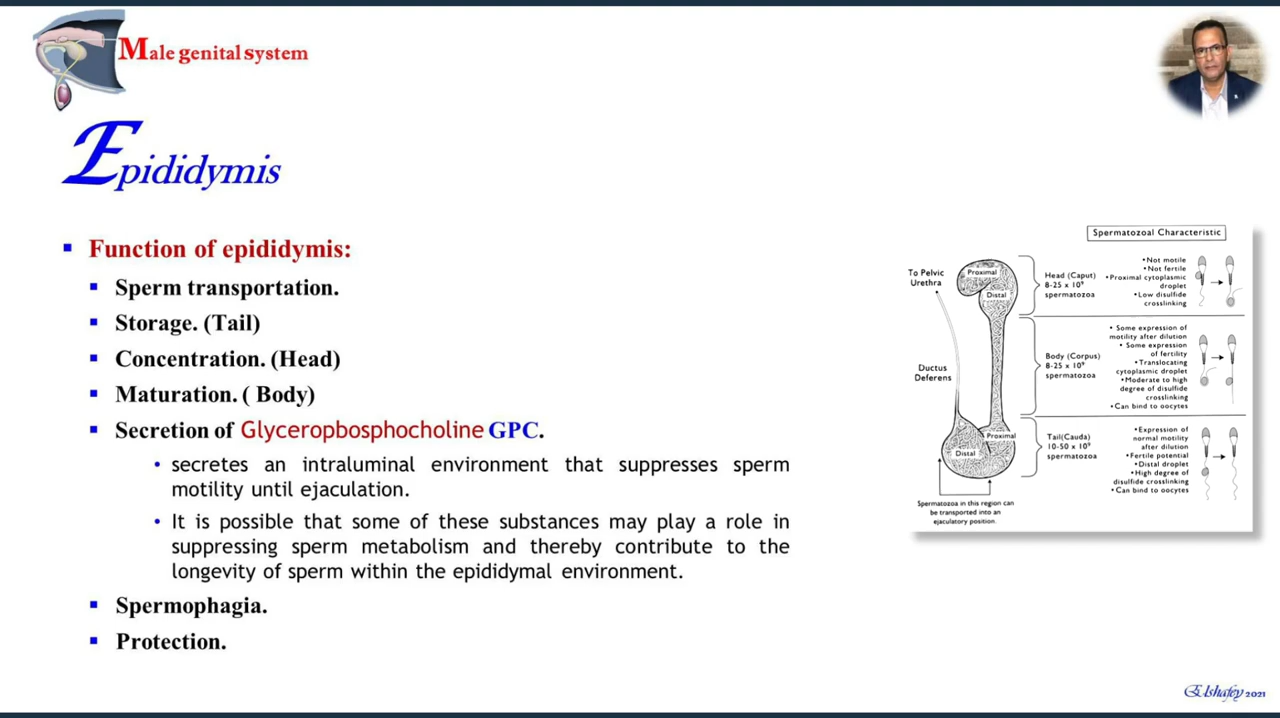 Male genital system
Epididymis
▪ Function of epididymis:
▪ Sperm transportation.
▪ Storage. (Tail)
▪ Concentration. (Head)
▪ Maturation. ( Body)
▪ Secretion of Glyceropbosphocholine GPC.
• secretes an intraluminal environment that suppresses sperm
motility until ejaculation.
• It is possible that some of these substances may play a role in
suppressing sperm metabolism and thereby contribute to the
longevity of sperm within the epididymal environment.
▪ Spermophagia.
▪ Protection.
Spermatozoal Characteristic
To Pelvic
Urethra
Proximal
Distal
Head (Caput)
8-25 x 10⁹
spermatozoa
•Not motile
•Not fertile
•Proximal cytoplasmic
droplet
•Low disulfide
crosslinking
Ductus
Deferens
Body (Corpus)
8-25 x 10⁹
spermatozoa
• Some expression of
motility after dilution
• Some expression
of fertility
•Translocating
cytoplasmic droplet
•Moderate to high
degree of disulfide
crosslinking
•Can bind to oocytes
Proximal
Distal
Tail(Cauda)
10-50 x 10⁹
spermatozoa
•Expression of
normal motility
after dilution
•Fertile potential
•Distal droplet
•High degree of
disulfide crosslinking
•Can bind to oocytes
Spermatozoa in this region can
be transported into an
ejaculatory position.
Elshafey 2021